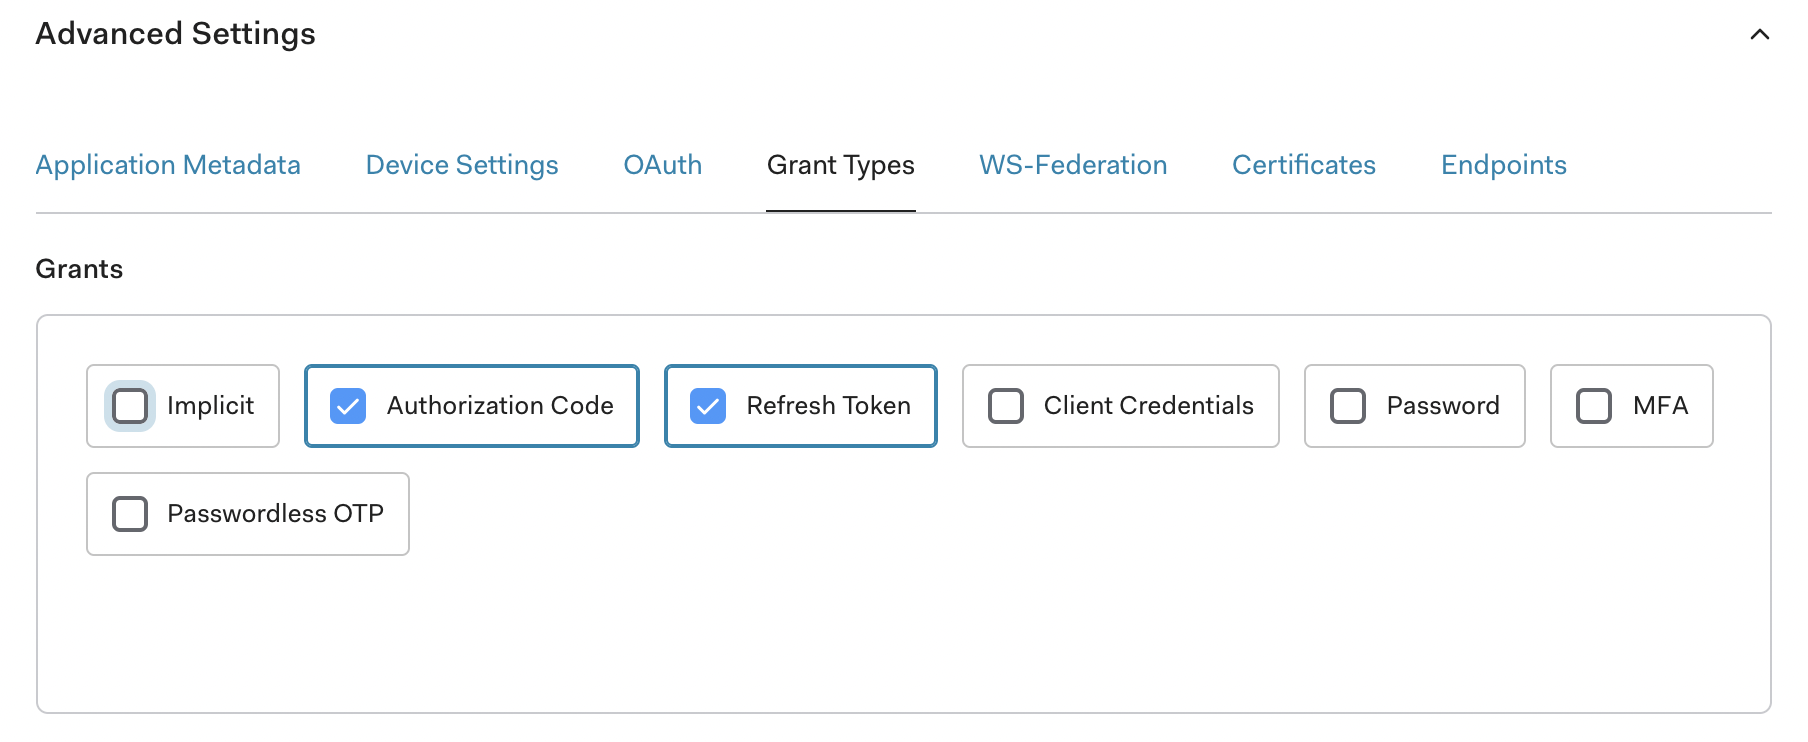 Advanced Settings
Application Metadata Device Settings OAuth Grant Types WS-Federation Certificates Endpoints
Grants
Implicit Authorization Code Refresh Token Client Credentials Password MFA
Passwordless OTP